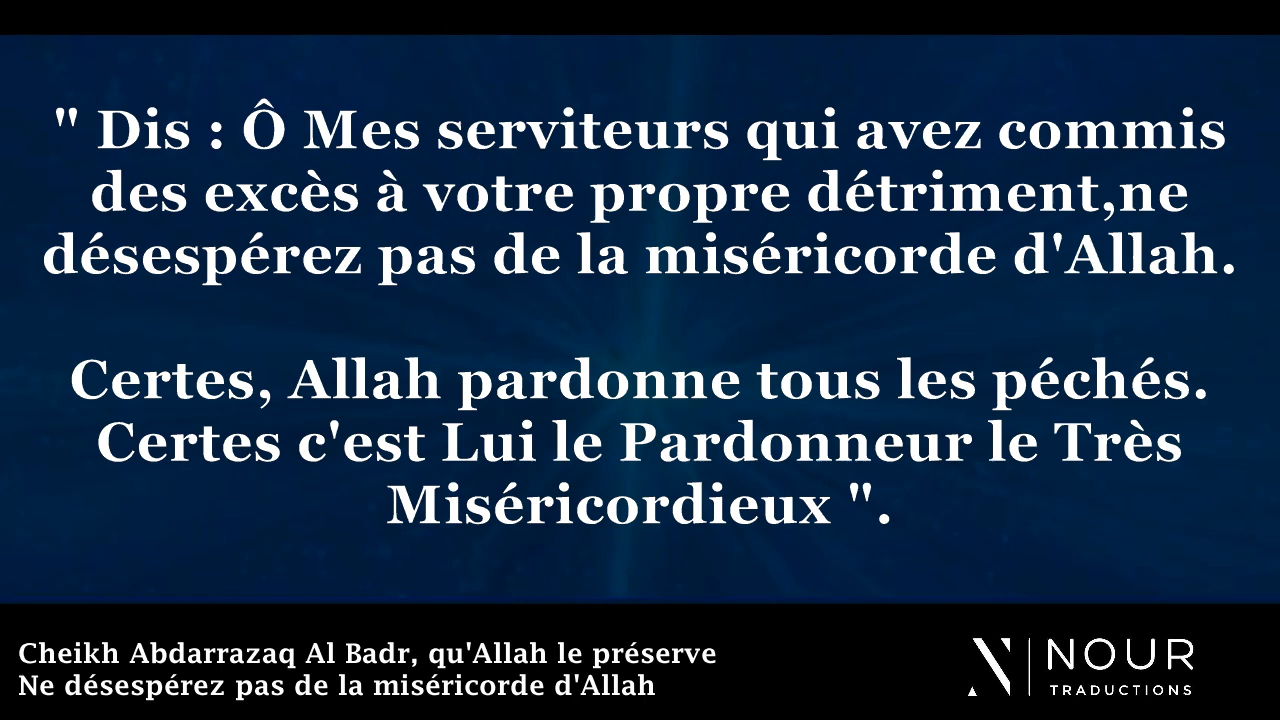 " Dis : Ô Mes serviteurs qui avez commis
des excès à votre propre détriment,ne
désespérez pas de la miséricorde d'Allah.
Certes, Allah pardonne tous les péchés.
Certes c'est Lui le Pardonneur le Très
Miséricordieux ".
Cheikh Abdarrazaq Al Badr, qu'Allah le préserve
Ne désespérez pas de la miséricorde d'Allah
NOUR
TRADUCTIONS